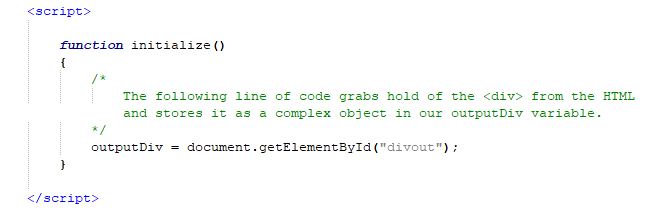 <script>
function initialize()
{
/*
The following line of code grabs hold of the <div> from the HTML
and stores it as a complex object in our outputDiv variable.
*/
outputDiv = document.getElementById("divout");
}
</script>